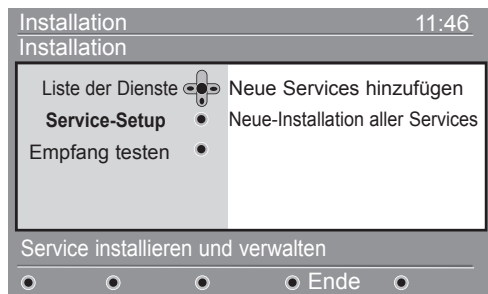 Installation 11:46
Installation
Liste der Dienste Neue Services hinzufügen
Service-Setup Neue-Installation aller Services
Empfang testen
Service installieren und verwalten
Ende